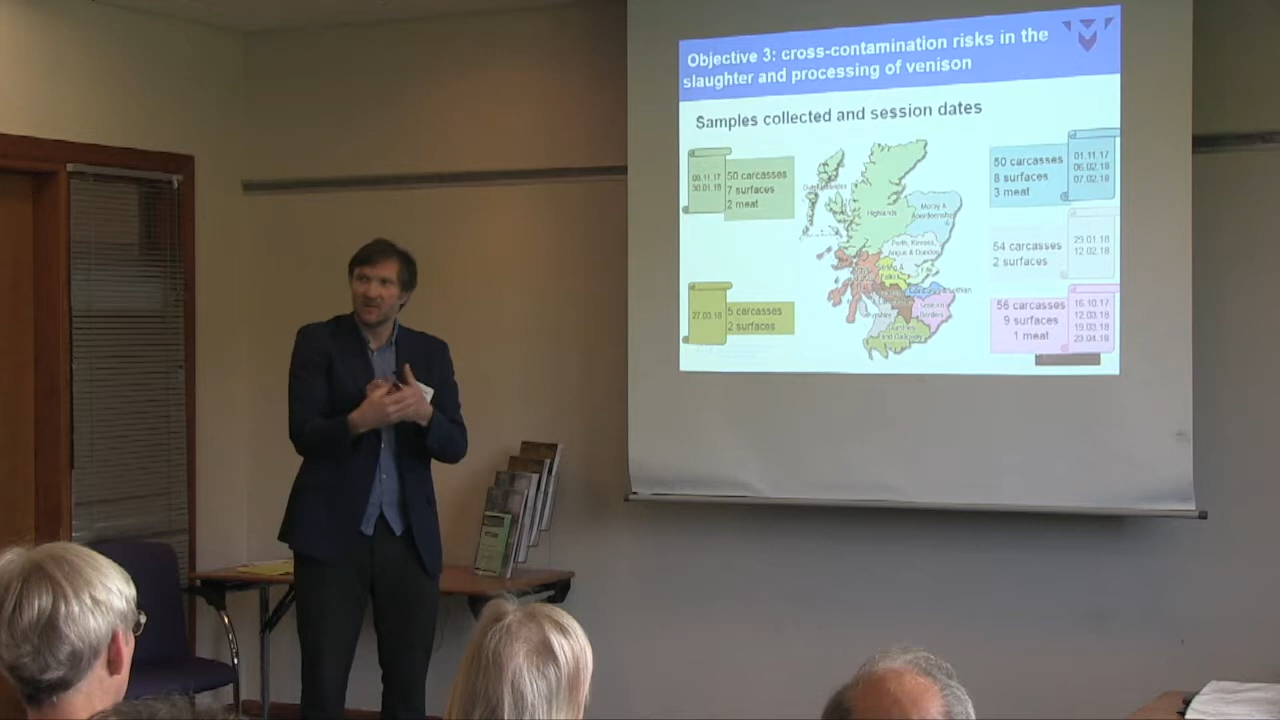 Objective 3: cross-contamination risks in the
slaughter and processing of venison
Samples collected and session dates
08.11.17
30.01.18
50 carcasses
7 surfaces
2 meat
50 carcasses
8 surfaces
3 meat
01.11.17
06.02.18
07.02.18
Highlands
Moray &
Aberdeenshire
Perth, Kinross,
Angus & Dundee
54 carcasses
2 surfaces
29.01.18
12.02.18
27.03.18
5 carcasses
2 surfaces
Borders
Dumfries
and Galloway
56 carcasses
9 surfaces
1 meat
16.10.17
12.03.18
19.03.18
23.04.18